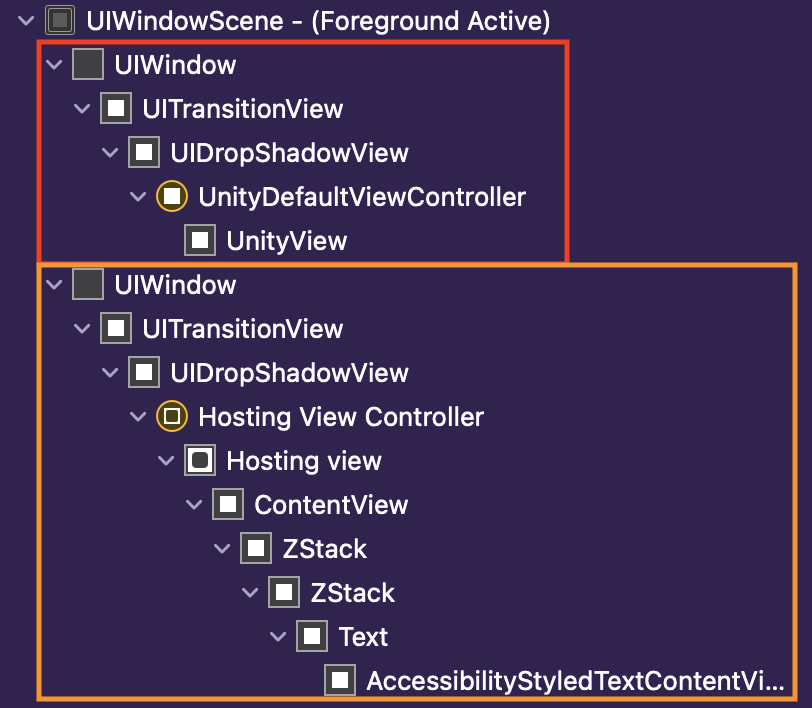 UIWindowScene - (Foreground Active)
UIWindow
UITransitionView
UIDropShadowView
UnityDefaultViewController
UnityView
UIWindow
UITransitionView
UIDropShadowView
Hosting View Controller
Hosting view
ContentView
ZStack
ZStack
Text
AccessibilityStyledTextContentVi...